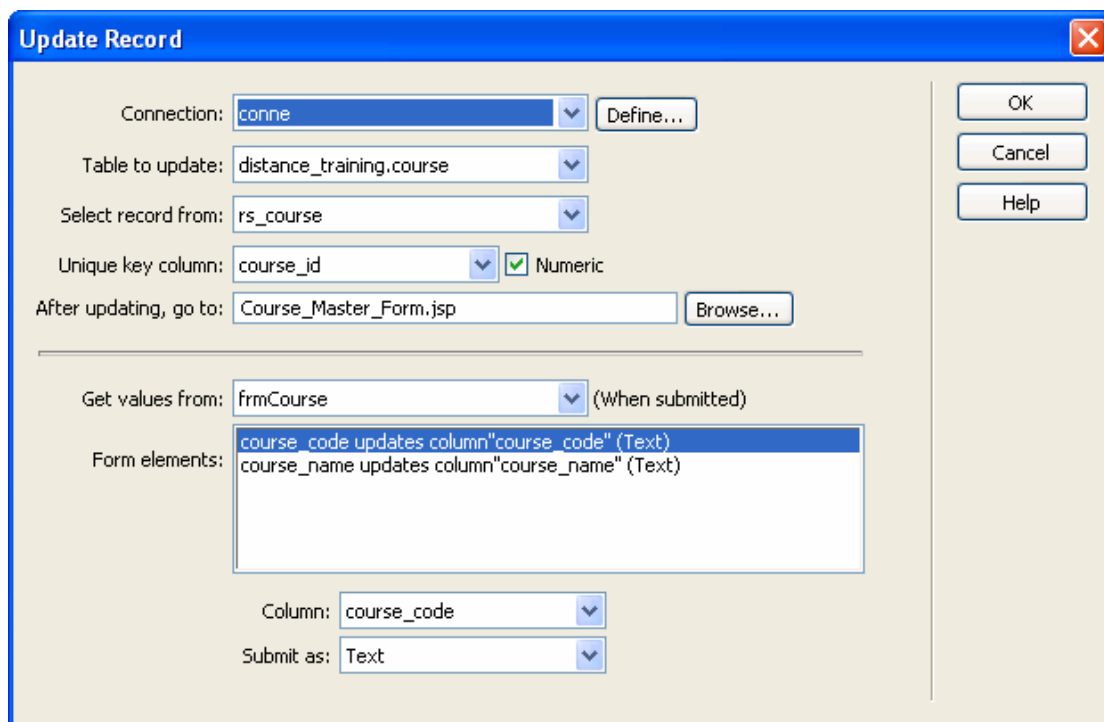 Update Record
Connection: conne Define... OK
Table to update: distance_training.course Cancel
Select record from: rs_course Help
Unique key column: course_id Numeric
After updating, go to: Course_Master_Form.jsp Browse...
Get values from: frmCourse (When submitted)
Form elements: course_code updates column"course_code" (Text)
course_name updates column"course_name" (Text)
Column: course_code
Submit as: Text